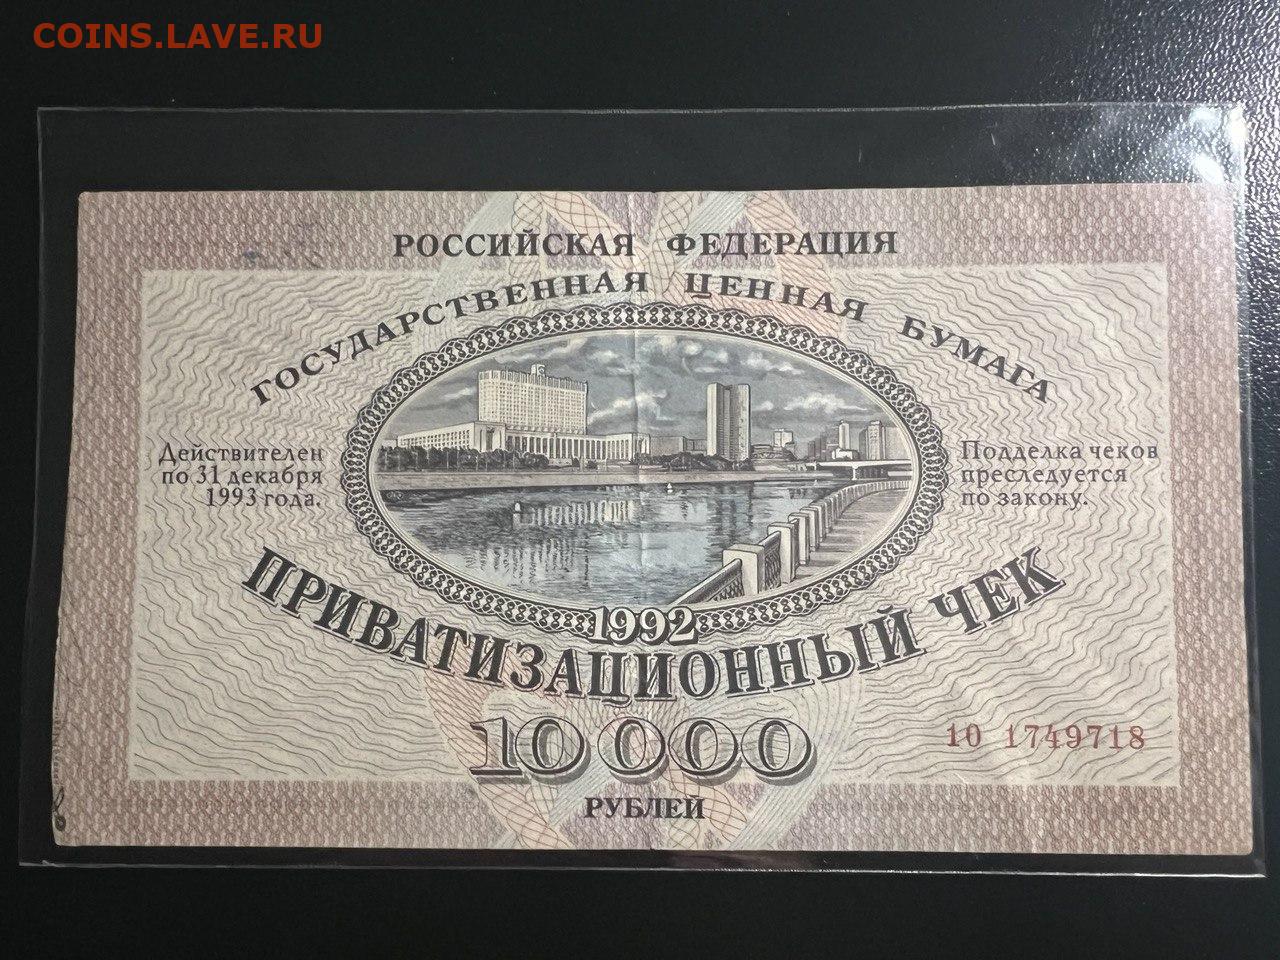 COINS.LAVE.RU
РОССИЙСКАЯ ФЕДЕРАЦИЯ
ГОСУДАРСТВЕННАЯ ЦЕННАЯ БУМАГА
Действителен
по 31 декабря
1993 года.
Подделка чеков
преследуется
по закону.
1992
ПРИВАТИЗАЦИОННЫЙ ЧЕК
10 000
РУБЛЕЙ
10 1749718